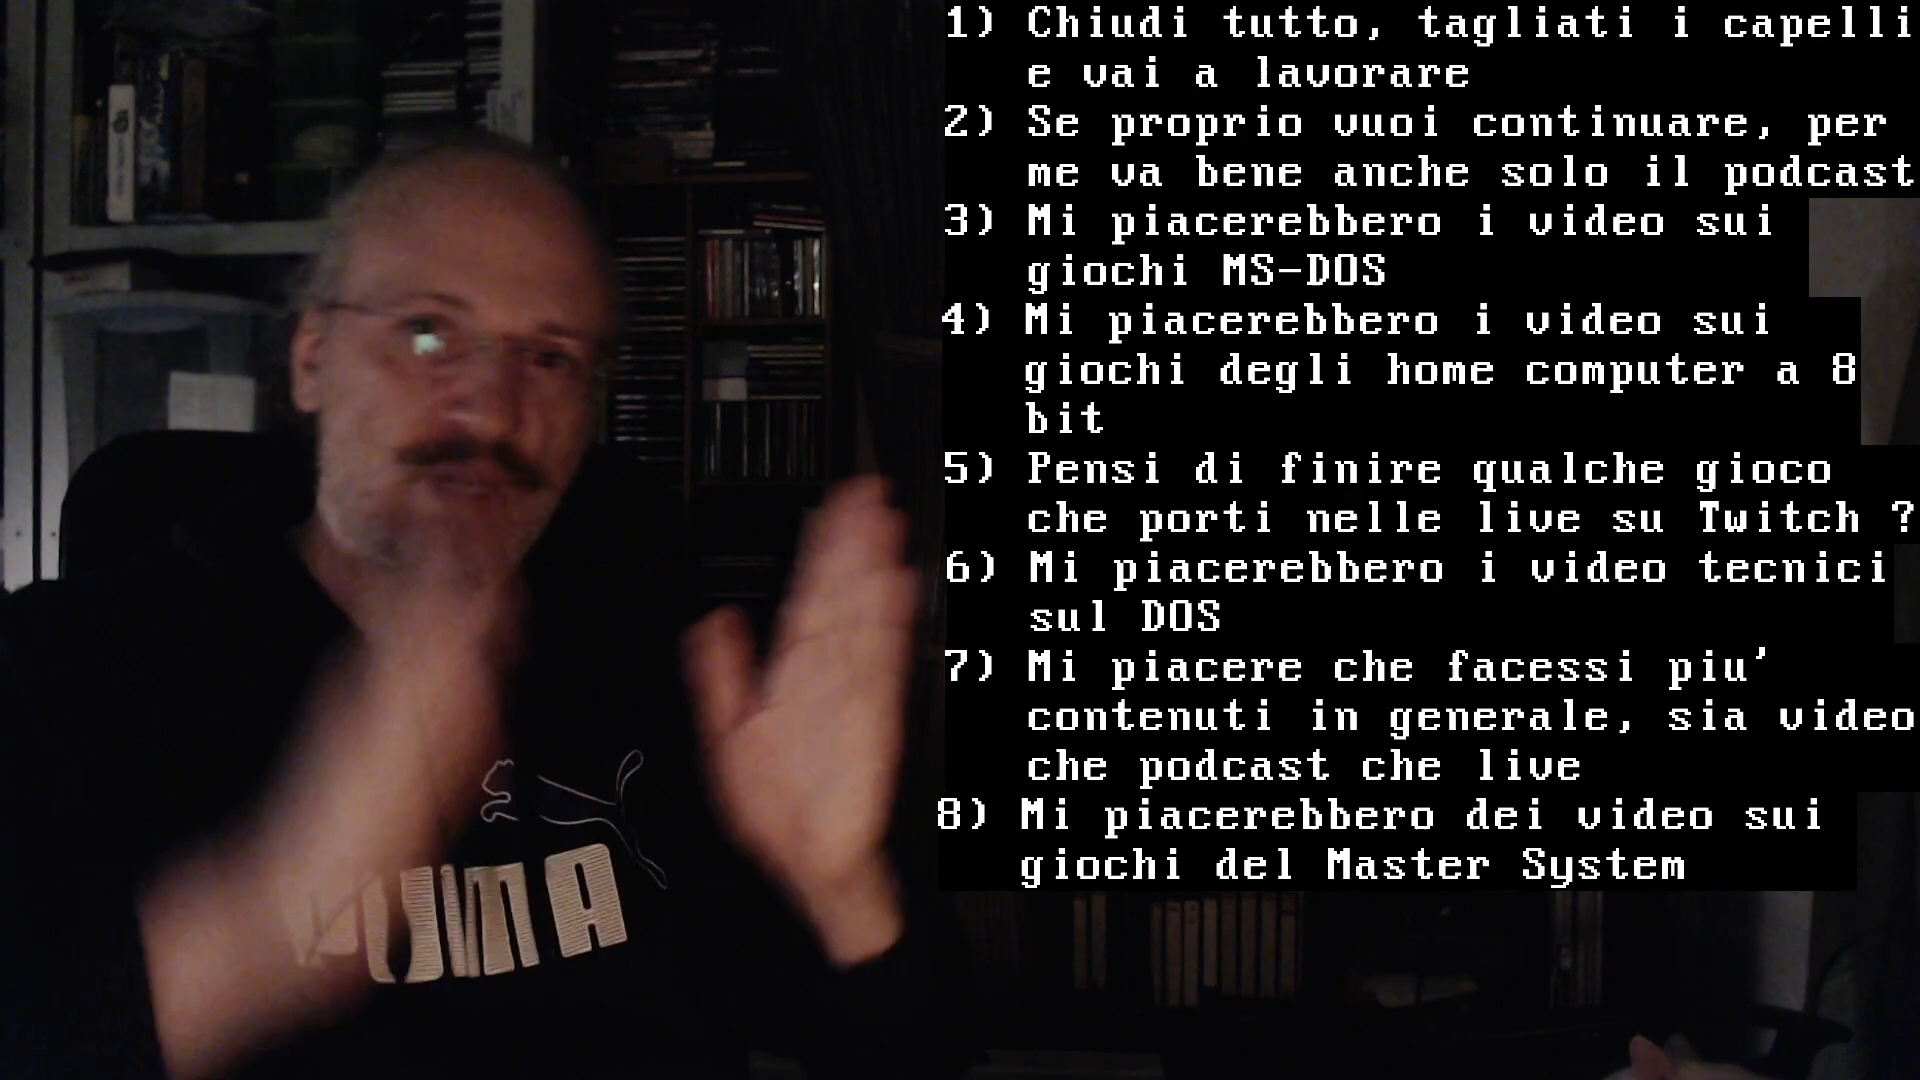 1) Chiudi tutto, tagliati i capelli
e vai a lavorare
2) Se proprio vuoi continuare, per
me va bene anche solo il podcast
3) Mi piacerebbero i video sui
giochi MS-DOS
4) Mi piacerebbero i video sui
giochi degli home computer a 8
bit
5) Pensi di finire qualche gioco
che porti nelle live su Twitch ?
6) Mi piacerebbero i video tecnici
sul DOS
7) Mi piacere che facessi piu'
contenuti in generale, sia video
che podcast che live
8) Mi piacerebbero dei video sui
giochi del Master System
PUMA